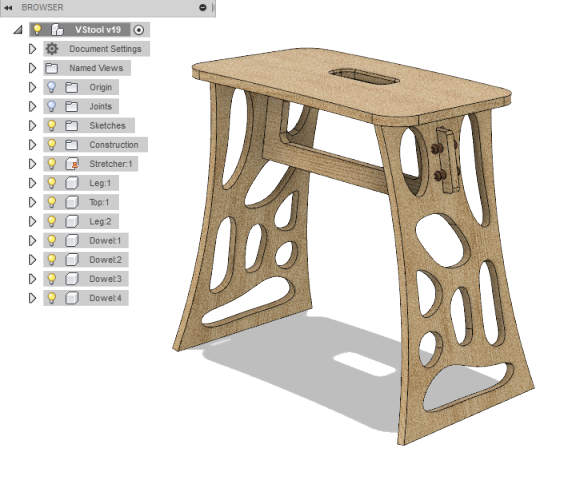 BROWSER
VStool v19
Document Settings
Named Views
Origin
Joints
Sketches
Construction
Stretcher:1
Leg:1
Top:1
Leg:2
Dowel:1
Dowel:2
Dowel:3
Dowel:4